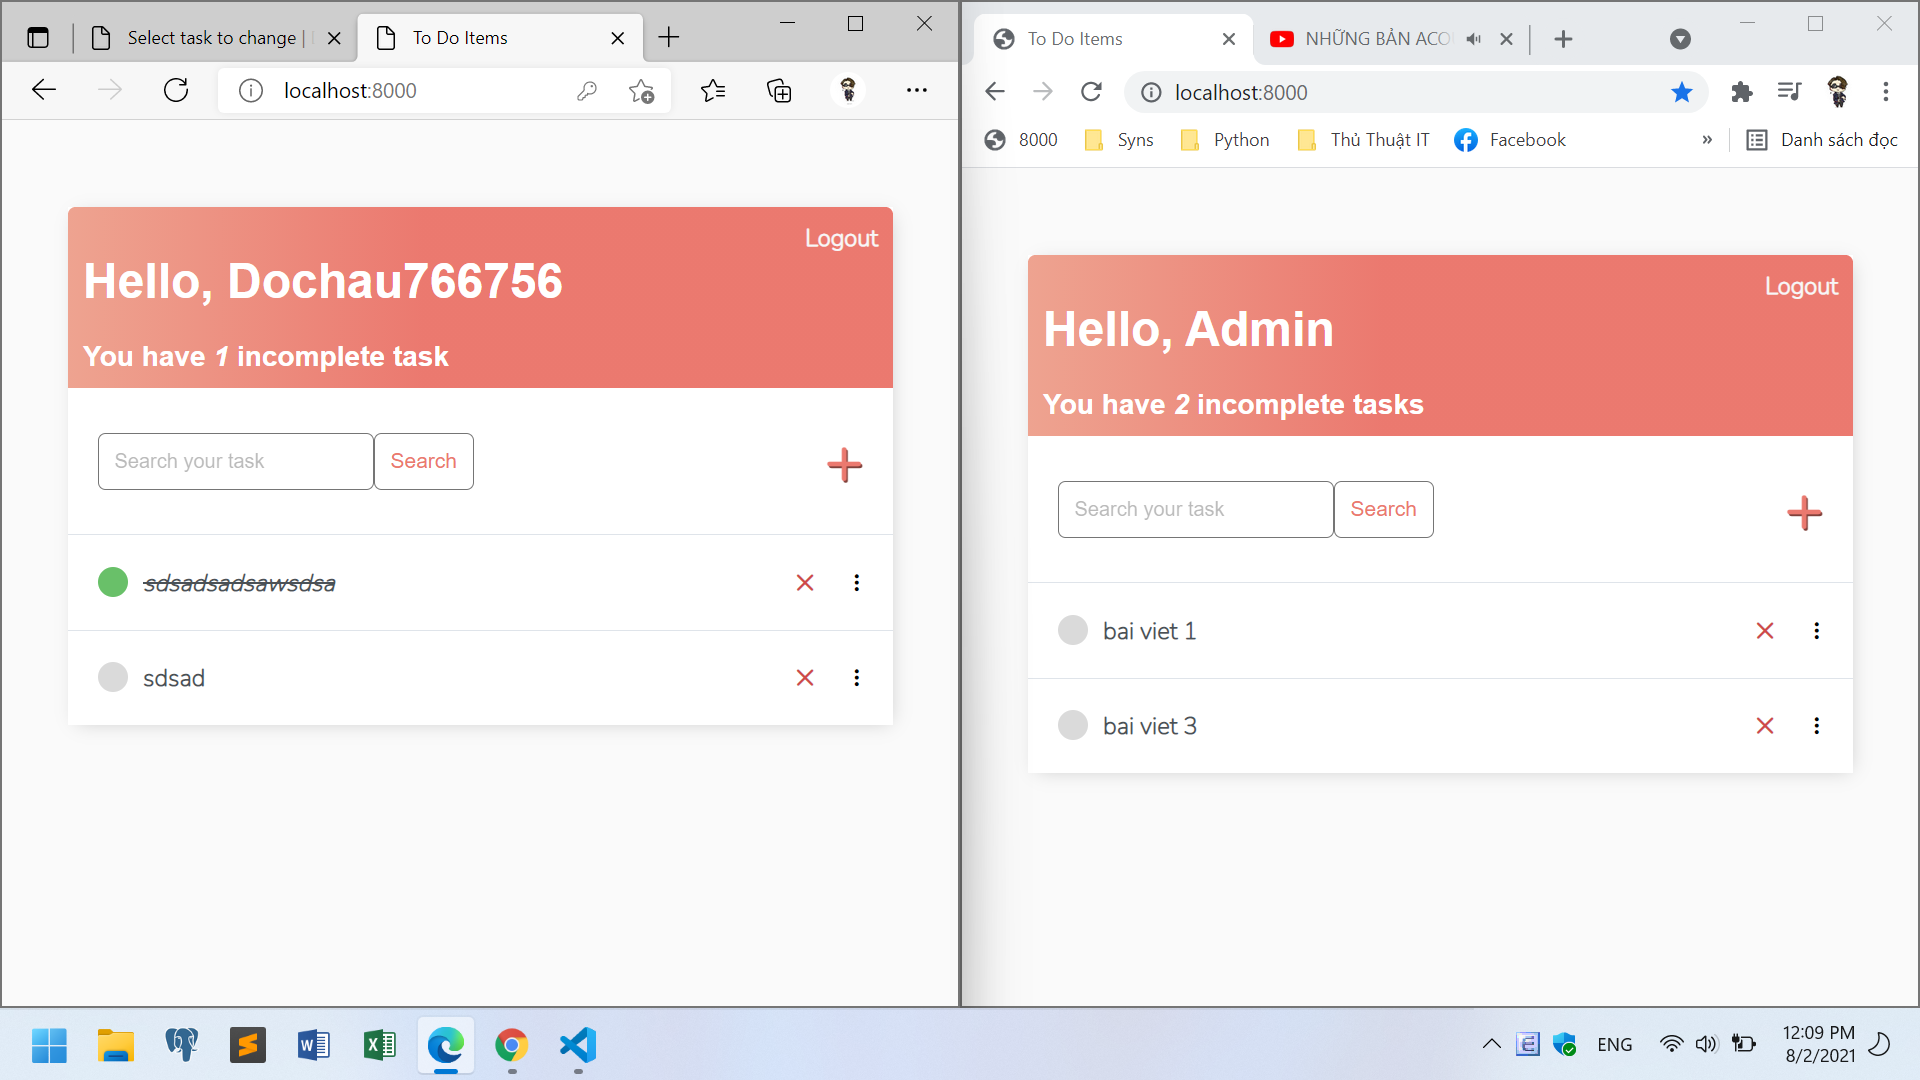 Select task to change |
To Do Items
localhost:8000
Logout
Hello, Dochau766756
You have 1 incomplete task
Search your task
Search
sdsadsadsawsdsa
sdsad
To Do Items
NHỮNG BẢN ACO
localhost:8000
8000
Syns
Python
Thủ Thuật IT
Facebook
»
Danh sách đọc
Logout
Hello, Admin
You have 2 incomplete tasks
Search your task
Search
bai viet 1
bai viet 3
ENG
12:09 PM
8/2/2021